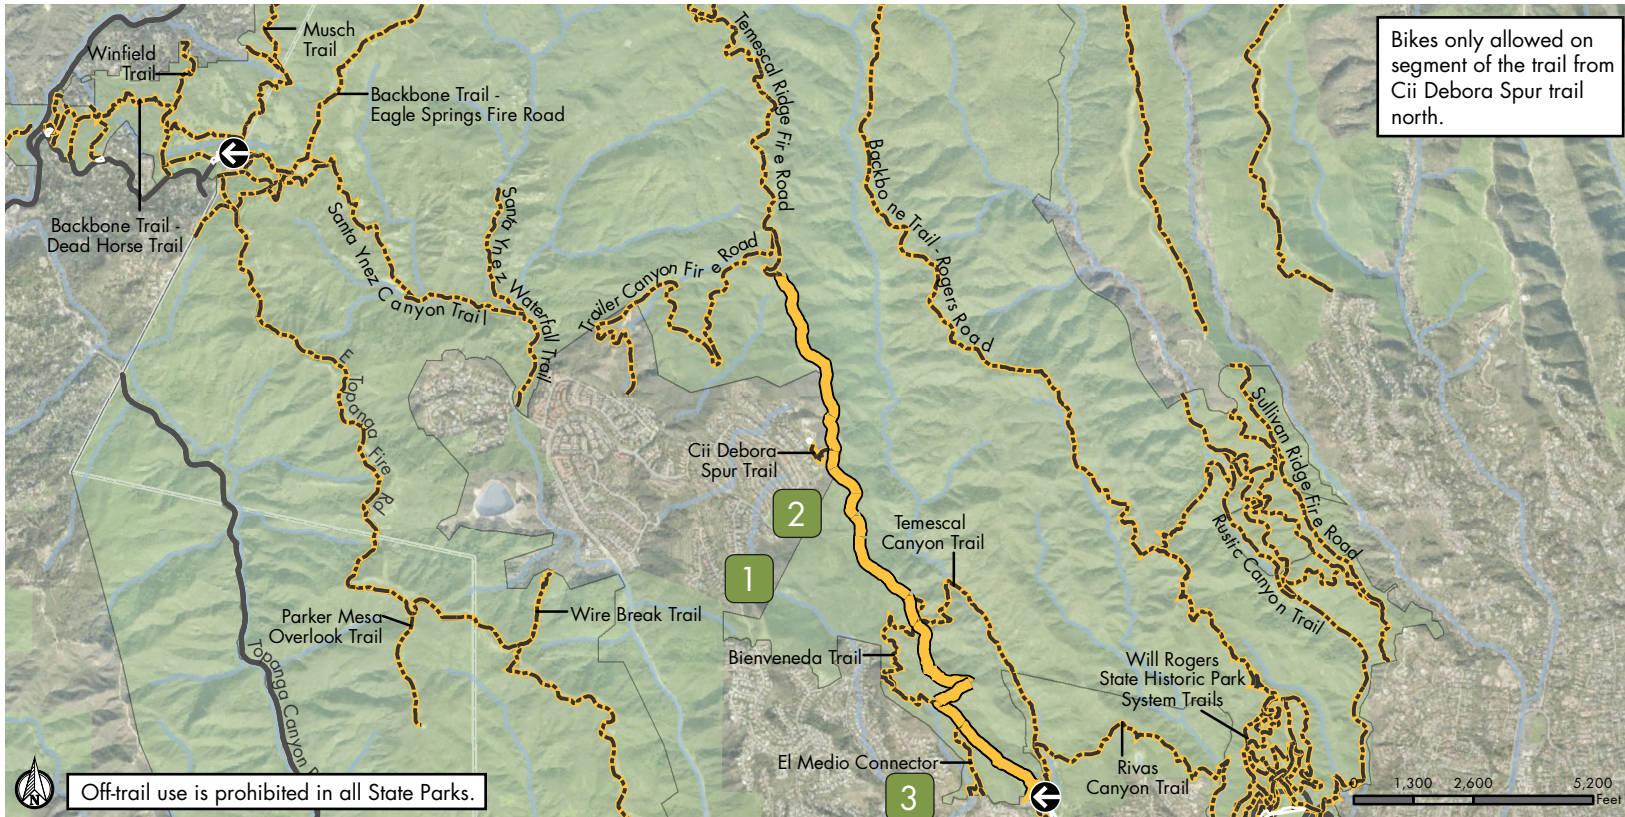 Musch
Trail
Winfield
Trail
Backbone Trail -
Eagle Springs Fire Road
Temescal Ridge Fire Road
Bikes only allowed on
segment of the trail from
Cii Debora Spur trail
north.
Backbone Trail -
Dead Horse Trail
Santa Ynez Canyon Trail
Santa Ynez Waterfall Trail
Trailer Canyon Fire Road
Backbone Trail - Rogers Road
E Topanga Fire Rd
Cii Debora
Spur Trail
Sullivan Ridge Fire Road
2
Temescal
Canyon Trail
Rustic Canyon Trail
1
Parker Mesa
Overlook Trail
Wire Break Trail
Bienveneda Trail
Will Rogers
State Historic Park
System Trails
Topanga Canyon
El Medio Connector
Rivas
Canyon Trail
3
N
Off-trail use is prohibited in all State Parks.
0 1,300 2,600 5,200
Feet